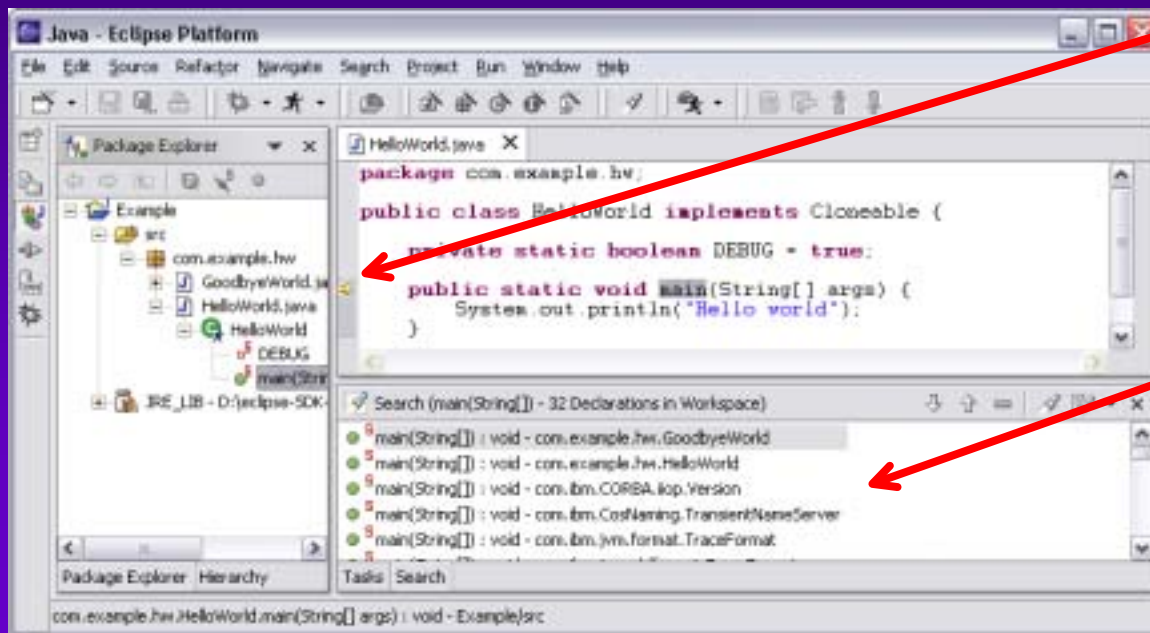 Java - Eclipse Platform
File Edit Source Refactor Navigate Search Project Run Window Help
Package Explorer
Example
src
com.example.hw
GoodbyeWorld.ja
HelloWorld.java
HelloWorld
DEBUG
main(Strin
JRE_LIB - D:\eclipse-SDK-
Package Explorer Hierarchy
HelloWorld.java
package com.example.hw;
public class HelloWorld implements Cloneable {
private static boolean DEBUG = true;
public static void main(String[] args) {
System.out.println("Hello world");
}
Search (main(String[]) - 32 Declarations in Workspace)
main(String[]) : void - com.example.hw.GoodbyeWorld
main(String[]) : void - com.example.hw.HelloWorld
main(String[]) : void - com.ibm.CORBA.iiop.Version
main(String[]) : void - com.ibm.CosNaming.TransientNameServer
main(String[]) : void - com.ibm.jvm.format.TraceFormat
Tasks Search
com.example.hw.HelloWorld.main(String[] args) : void - Example/src